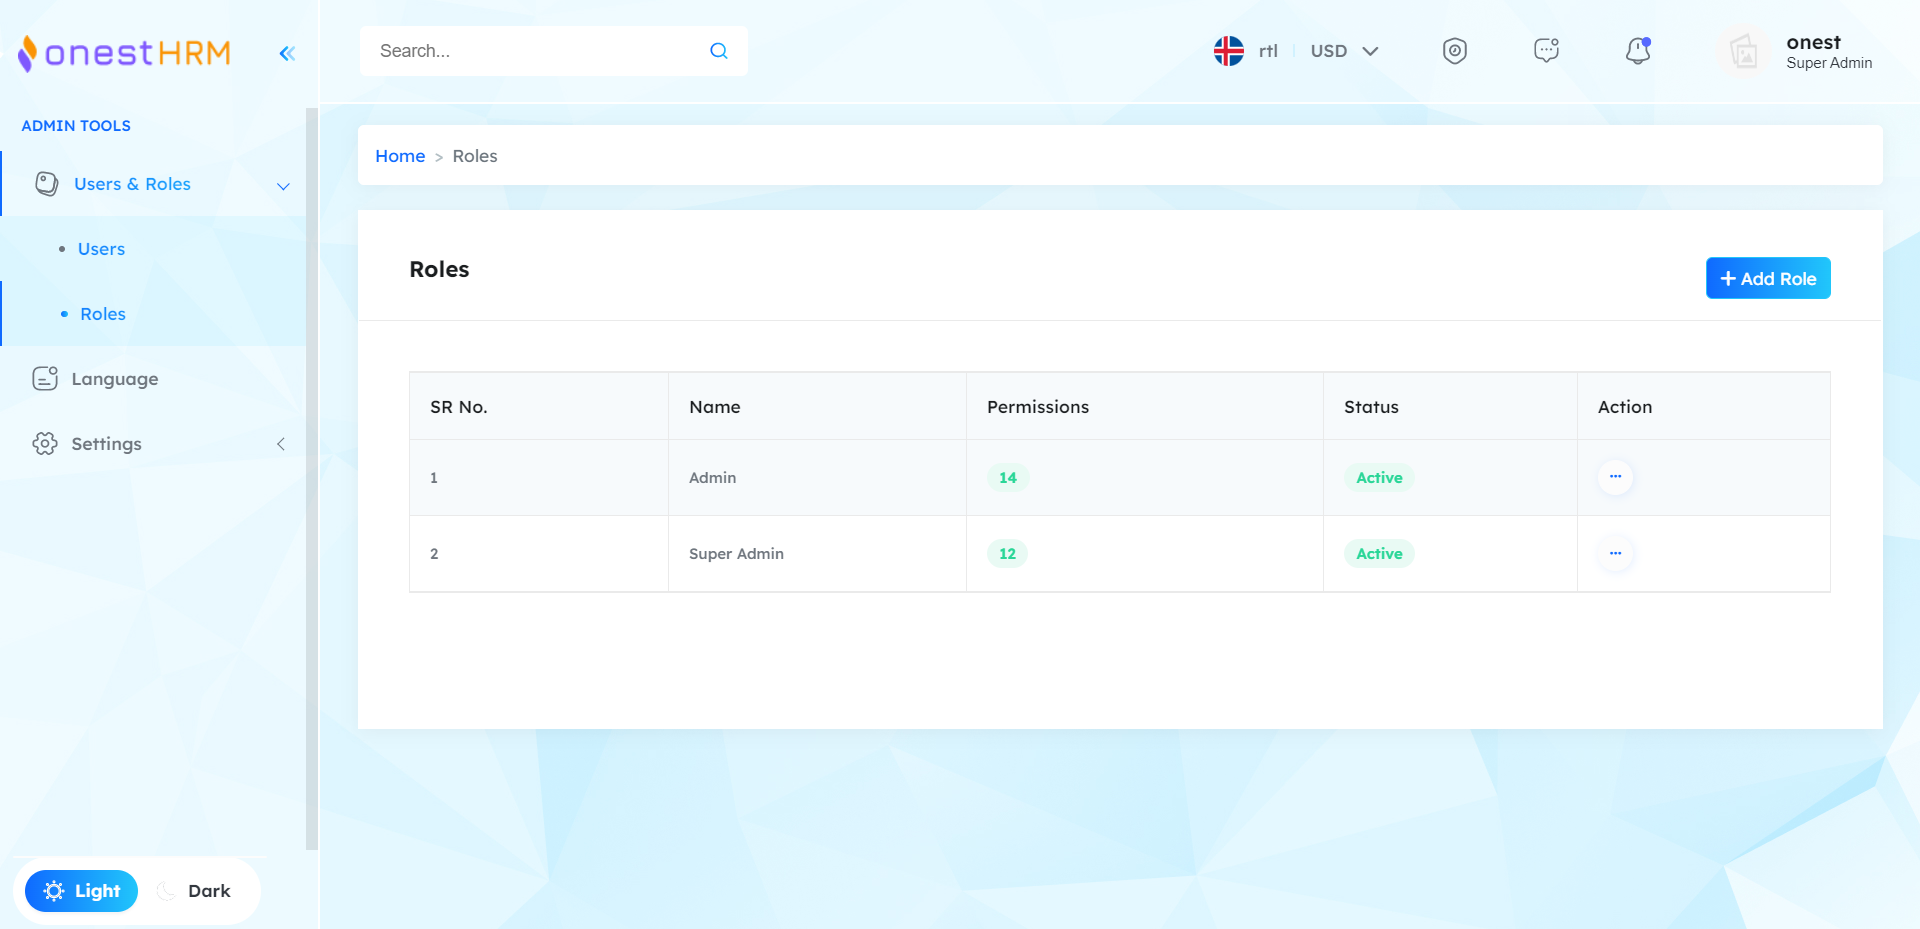 onestHRM
Search...
rtl
USD
onest
Super Admin
ADMIN TOOLS
Users & Roles
Users
Roles
Language
Settings
Light
Dark
Home > Roles
Roles
+ Add Role
SR No. Name Permissions Status Action
1 Admin 14 Active ...
2 Super Admin 12 Active ...